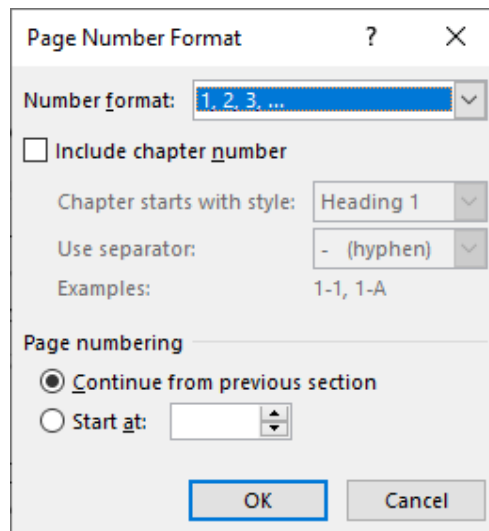 Page Number Format ?
Number format: 1, 2, 3, ...
Include chapter number
Chapter starts with style: Heading 1
Use separator: - (hyphen)
Examples: 1-1, 1-A
Page numbering
Continue from previous section
Start at:
OK Cancel